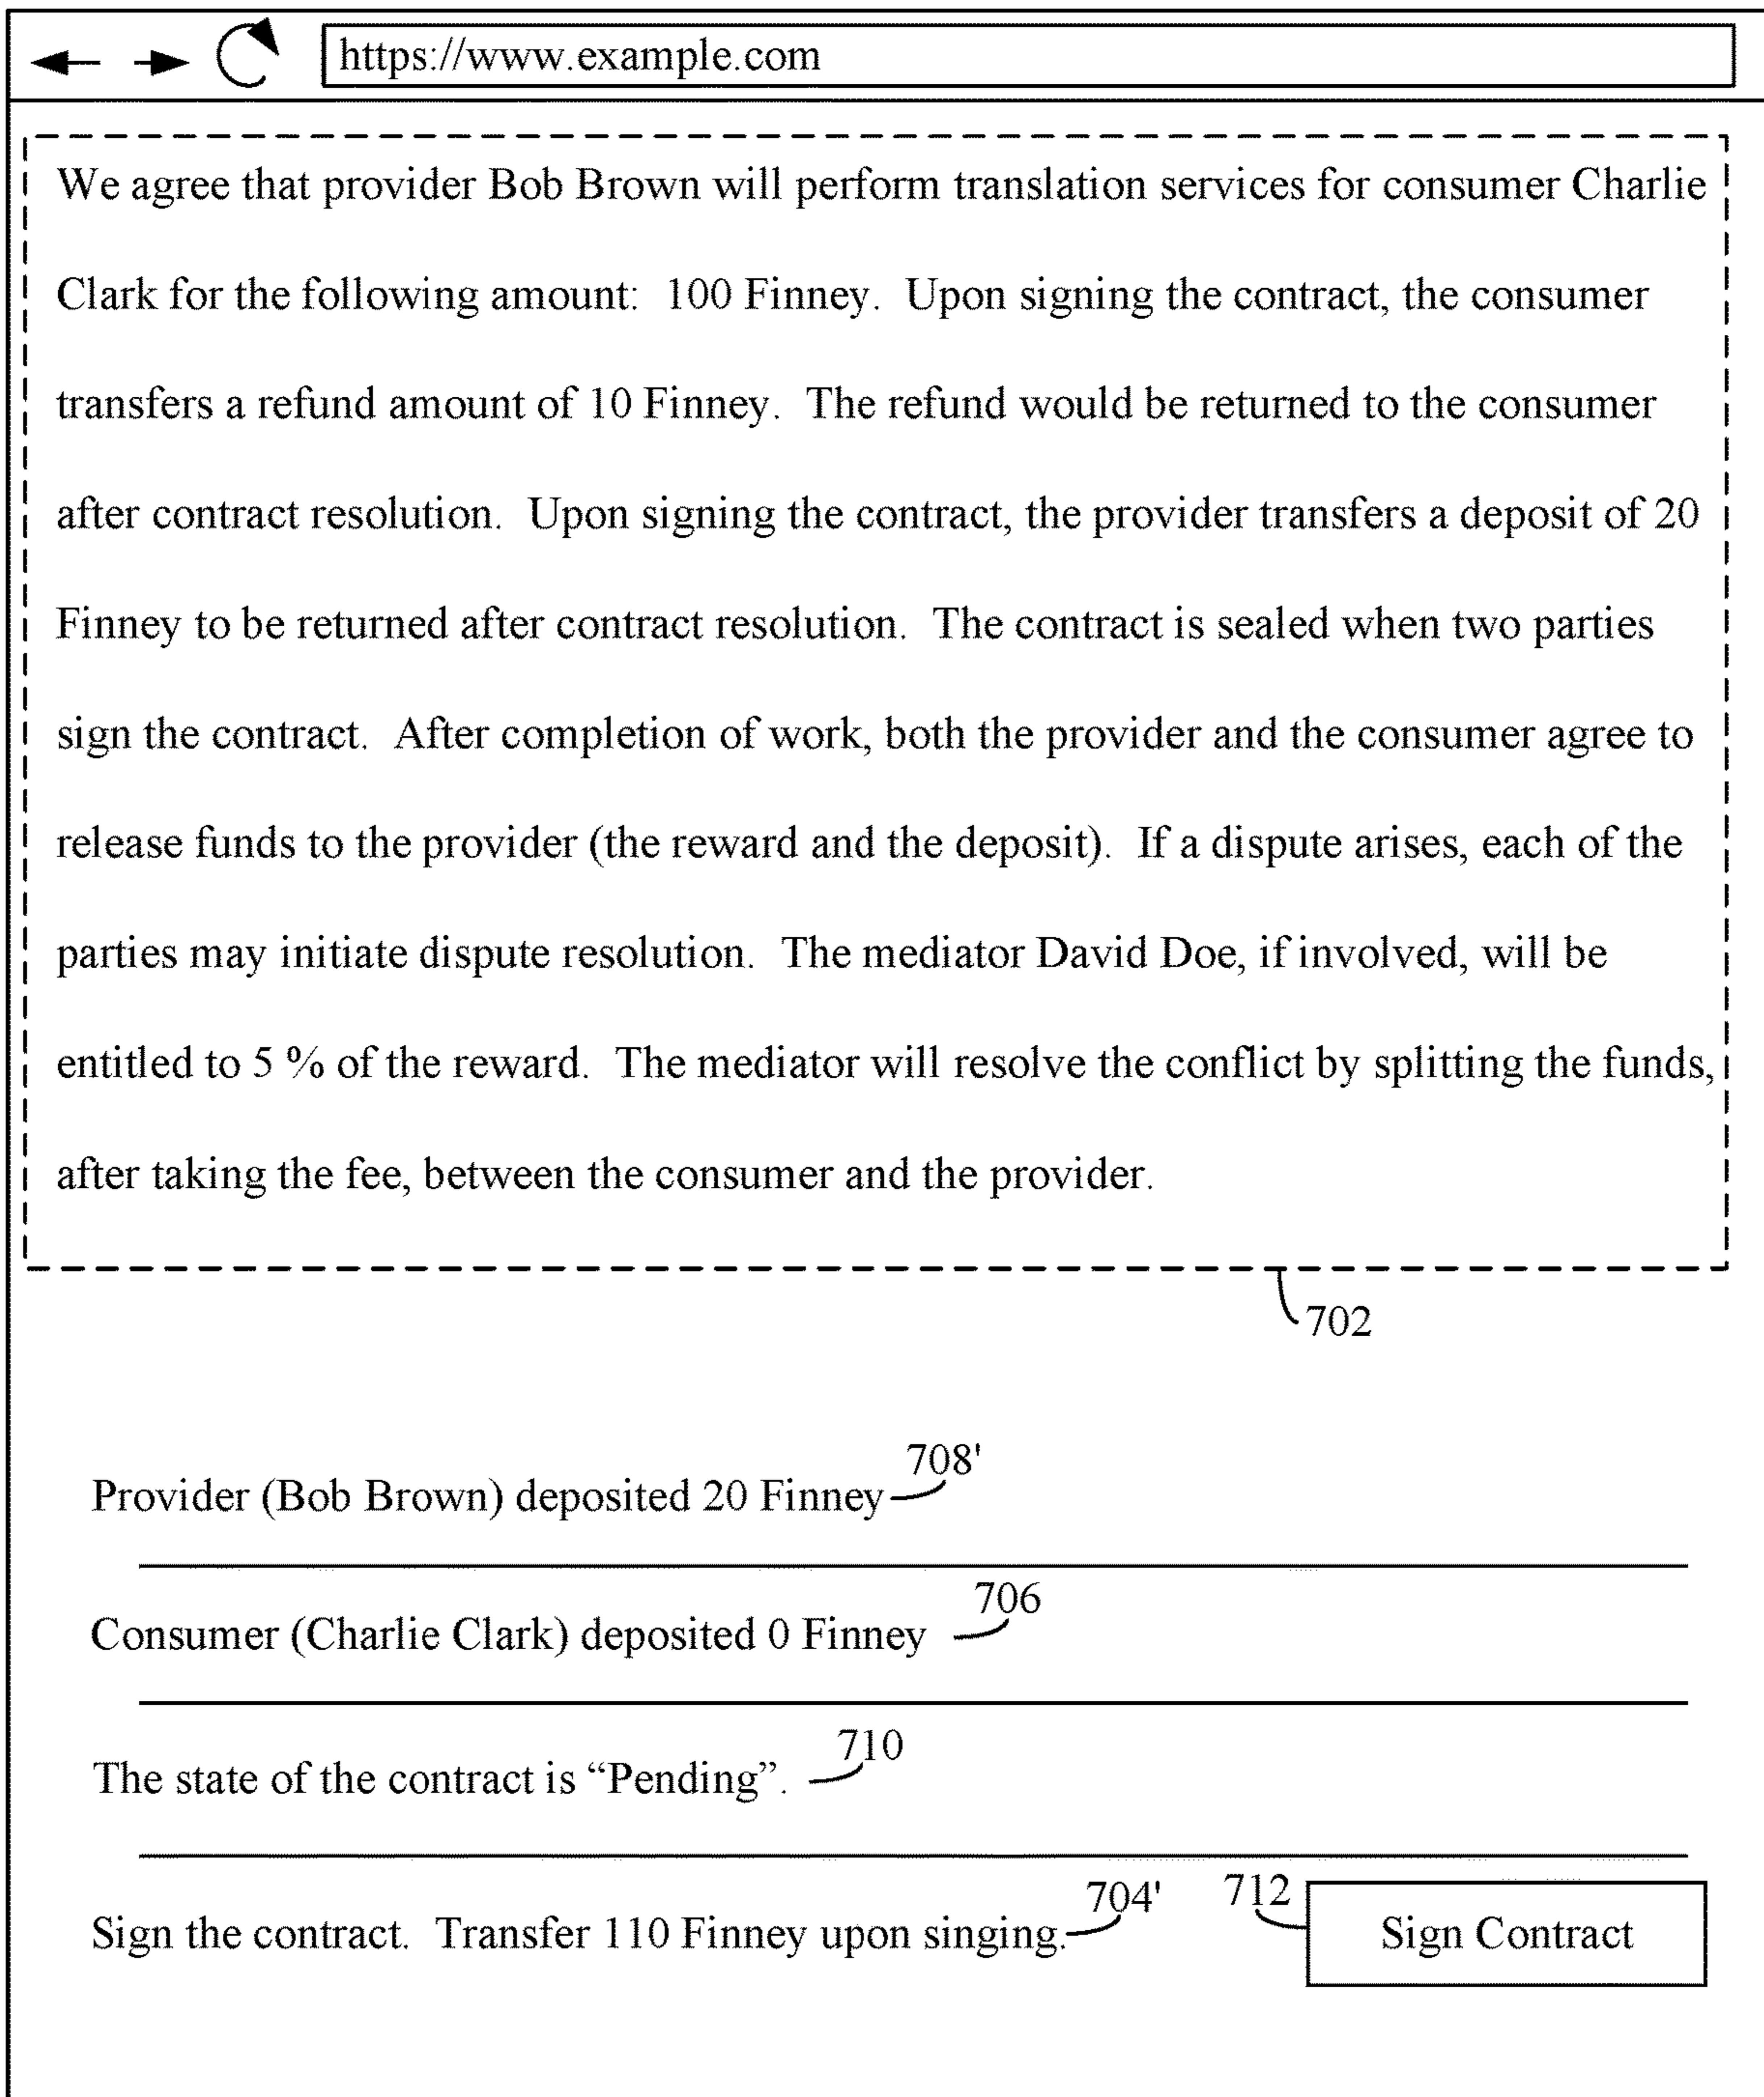 https://www.example.com
We agree that provider Bob Brown will perform translation services for consumer Charlie
Clark for the following amount:  100 Finney.  Upon signing the contract, the consumer
transfers a refund amount of 10 Finney.  The refund would be returned to the consumer
after contract resolution.  Upon signing the contract, the provider transfers a deposit of 20
Finney to be returned after contract resolution.  The contract is sealed when two parties
sign the contract.  After completion of work, both the provider and the consumer agree to
release funds to the provider (the reward and the deposit).  If a dispute arises, each of the
parties may initiate dispute resolution.  The mediator David Doe, if involved, will be
entitled to 5 % of the reward.  The mediator will resolve the conflict by splitting the funds,
after taking the fee, between the consumer and the provider.
702
708'
Provider (Bob Brown) deposited 20 Finney
706
Consumer (Charlie Clark) deposited 0 Finney
710
The state of the contract is “Pending”.
704' 712
Sign the contract.  Transfer 110 Finney upon singing. Sign Contract